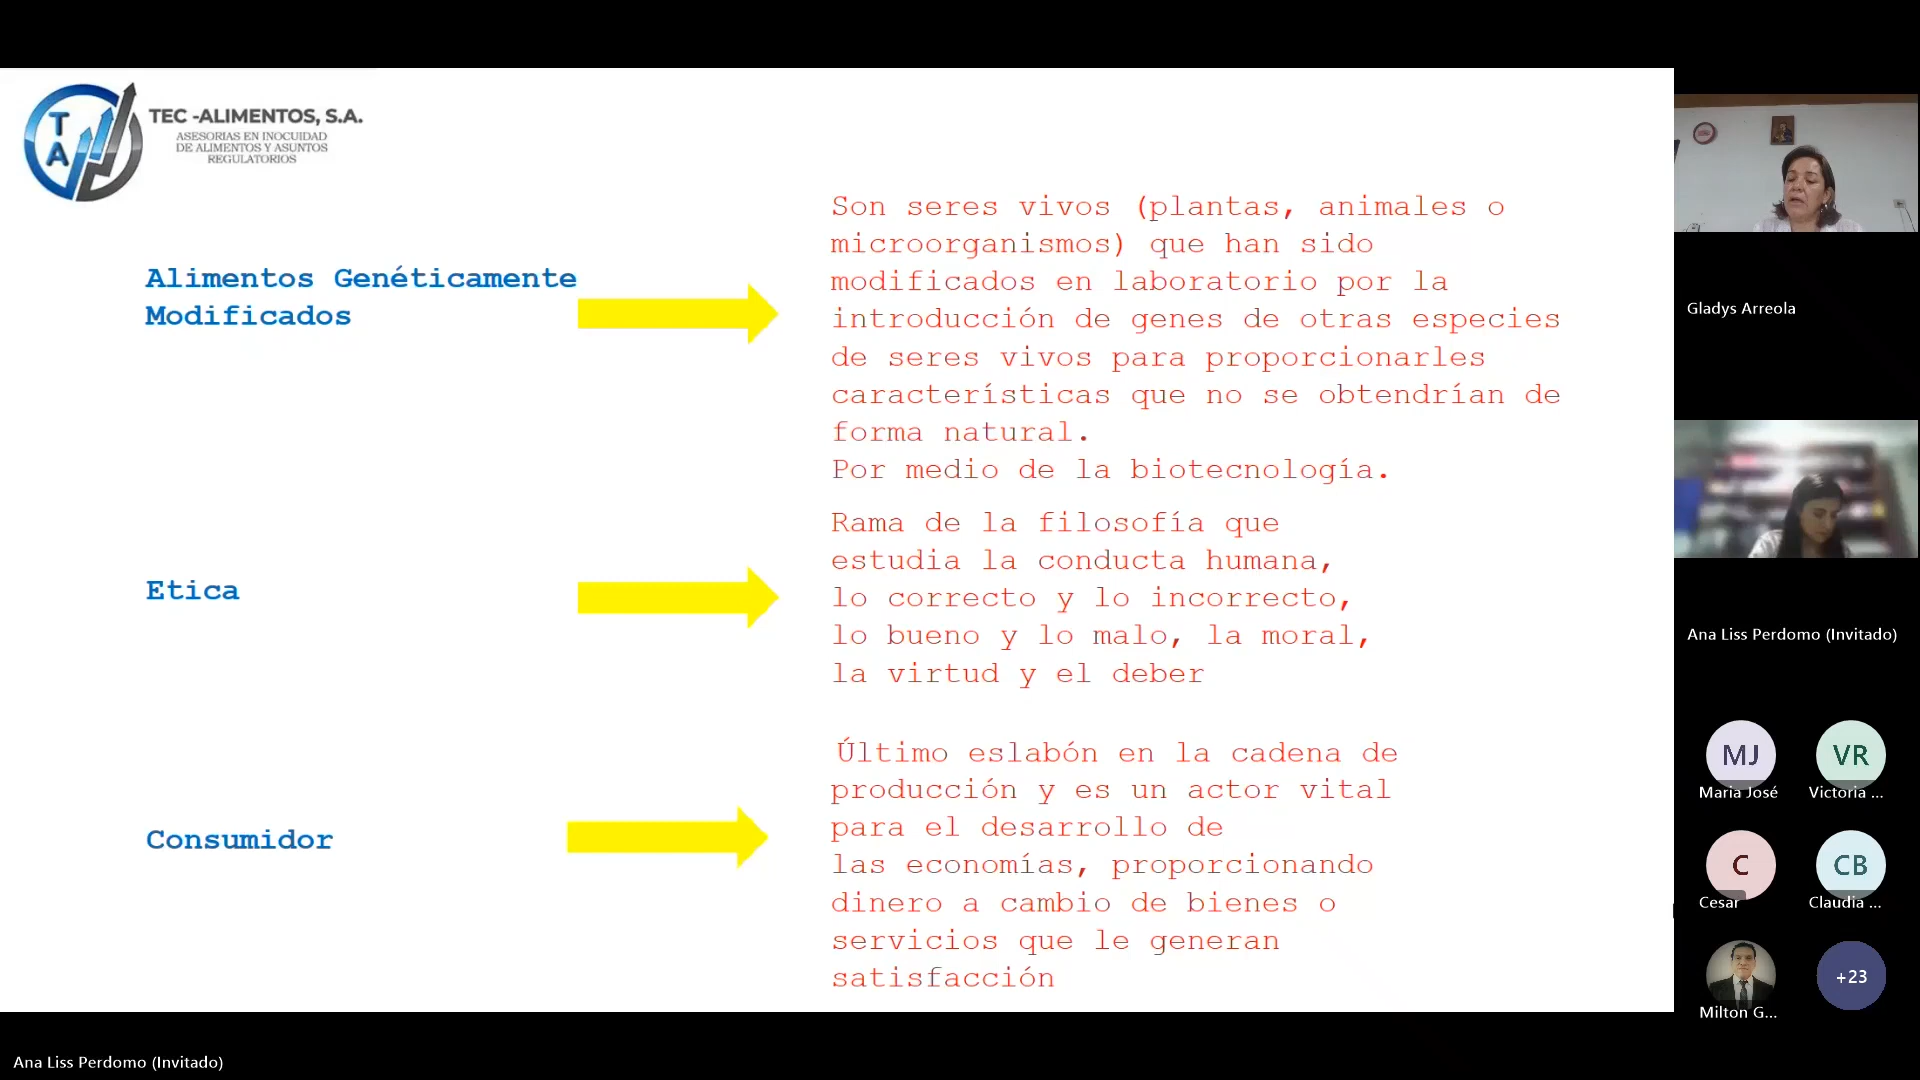 TA
TEC -ALIMENTOS, S.A.
ASESORIAS EN INOCUIDAD
DE ALIMENTOS Y ASUNTOS
REGULATORIOS
Alimentos Genéticamente
Modificados
Son seres vivos (plantas, animales o
microorganismos) que han sido
modificados en laboratorio por la
introducción de genes de otras especies
de seres vivos para proporcionarles
características que no se obtendrían de
forma natural.
Por medio de la biotecnología.
Etica
Rama de la filosofía que
estudia la conducta humana,
lo correcto y lo incorrecto,
lo bueno y lo malo, la moral,
la virtud y el deber
Consumidor
Último eslabón en la cadena de
producción y es un actor vital
para el desarrollo de
las economías, proporcionando
dinero a cambio de bienes o
servicios que le generan
satisfacción
Gladys Arreola
Ana Liss Perdomo (Invitado)
MJ
Maria José
VR
Victoria ...
C
Cesar
CB
Claudia ...
Milton G...
+23
Ana Liss Perdomo (Invitado)